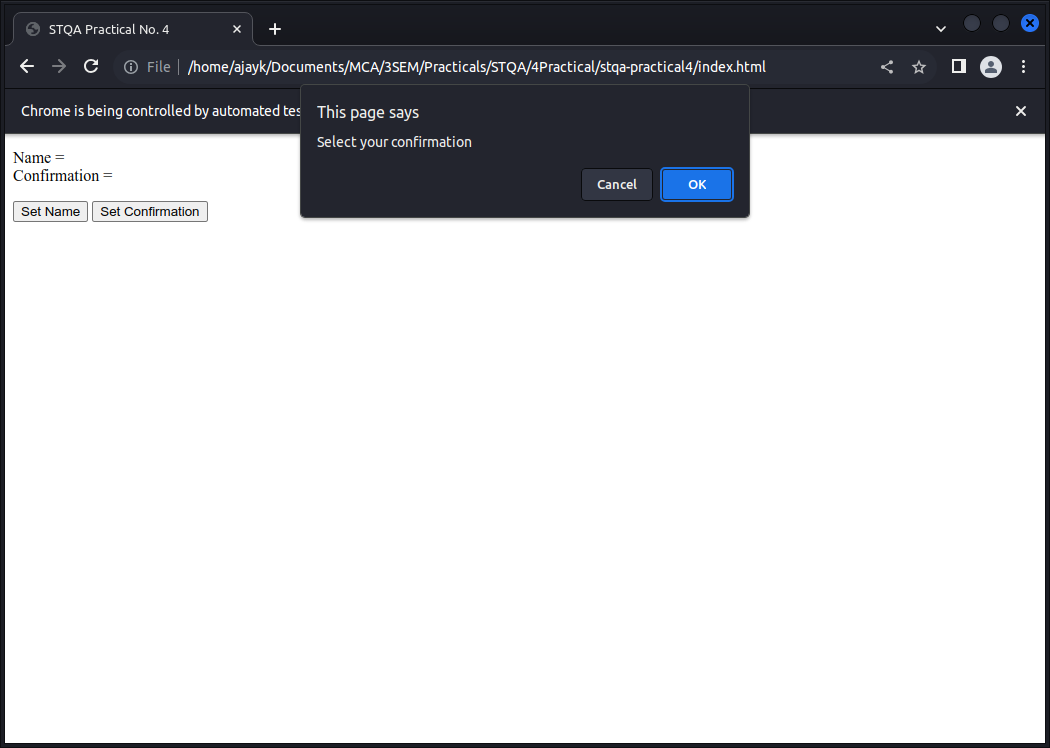 STQA Practical No. 4
File
/home/ajayk/Documents/MCA/3SEM/Practicals/STQA/4Practical/stqa-practical4/index.html
Chrome is being controlled by automated tes
This page says
Select your confirmation
Cancel
OK
Name =
Confirmation =
Set Name
Set Confirmation